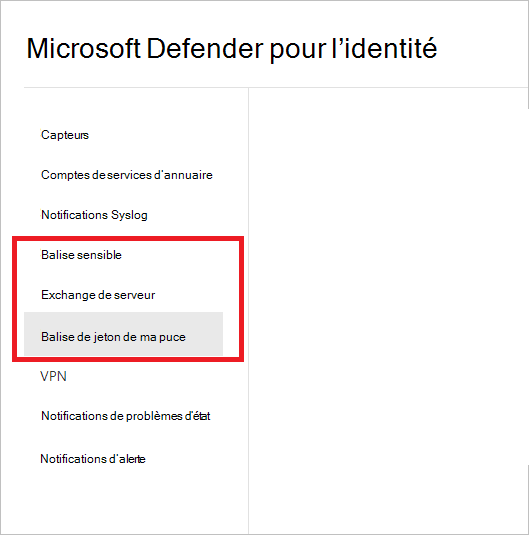 Microsoft Defender pour l’identité
Capteurs
Comptes de services d’annuaire
Notifications Syslog
Balise sensible
Exchange de serveur
Balise de jeton de ma puce
VPN
Notifications de problèmes d'état
Notifications d’alerte